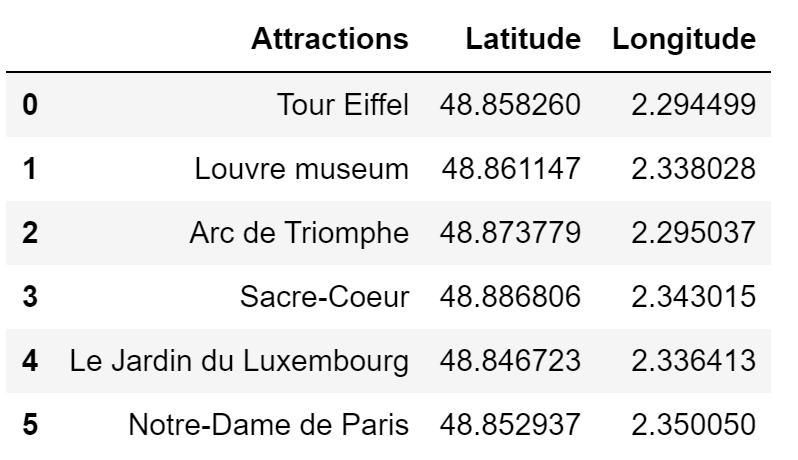 Attractions Latitude Longitude
0 Tour Eiffel 48.858260 2.294499
1 Louvre museum 48.861147 2.338028
2 Arc de Triomphe 48.873779 2.295037
3 Sacre-Coeur 48.886806 2.343015
4 Le Jardin du Luxembourg 48.846723 2.336413
5 Notre-Dame de Paris 48.852937 2.350050